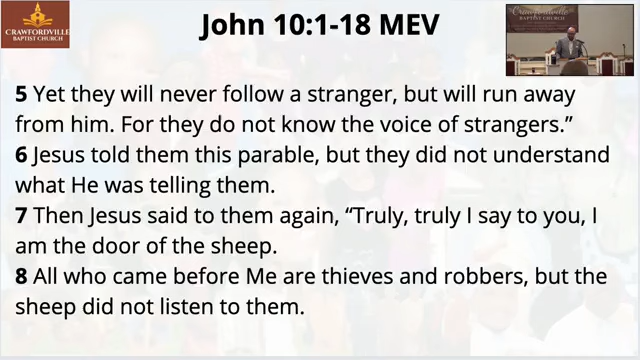 CRAWFORDVILLE
BAPTIST CHURCH
John 10:1-18 MEV
Crawfordville
BAPTIST CHURCH
5 Yet they will never follow a stranger, but will run away
from him. For they do not know the voice of strangers.”
6 Jesus told them this parable, but they did not understand
what He was telling them.
7 Then Jesus said to them again, “Truly, truly I say to you, I
am the door of the sheep.
8 All who came before Me are thieves and robbers, but the
sheep did not listen to them.